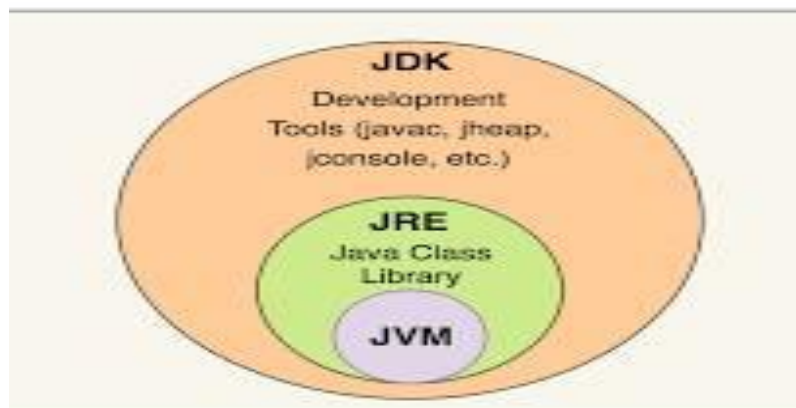 JDK
Development
Tools (javac, jheap,
jconsole, etc.)
JRE
Java Class
Library
JVM